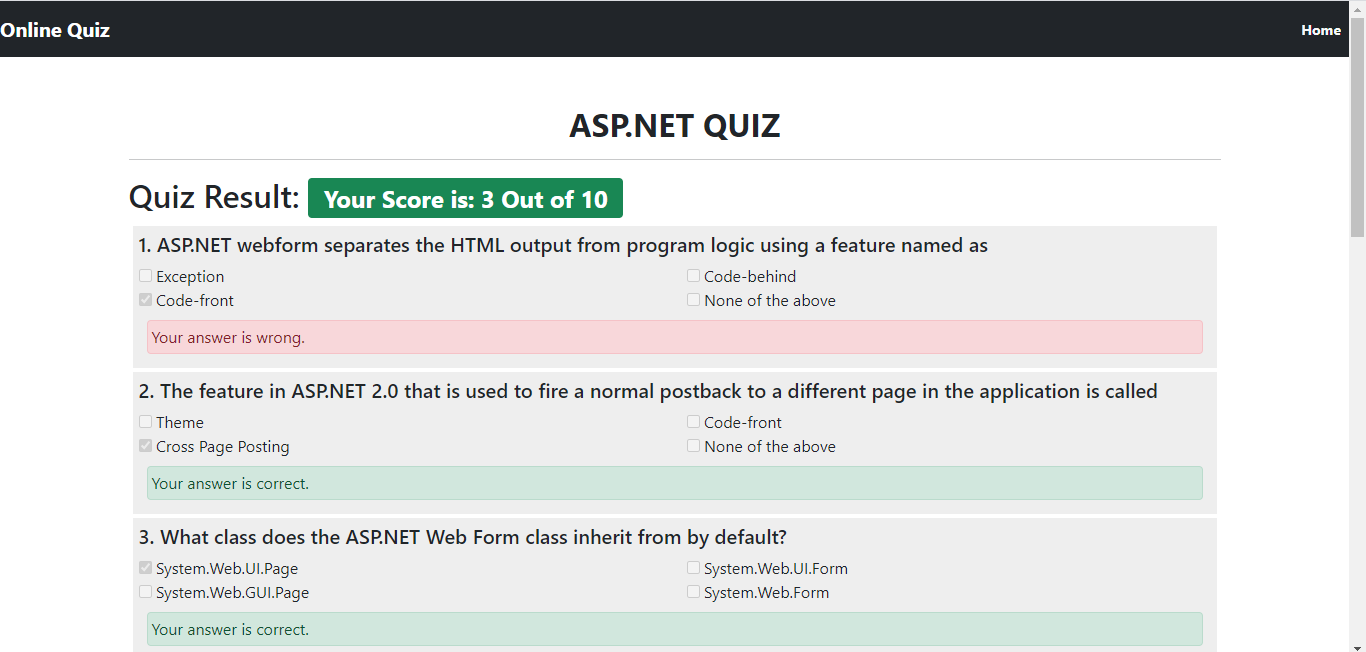 Online Quiz
Home
ASP.NET QUIZ
Quiz Result: Your Score is: 3 Out of 10
1. ASP.NET webform separates the HTML output from program logic using a feature named as
Exception
Code-behind
Code-front
None of the above
Your answer is wrong.
2. The feature in ASP.NET 2.0 that is used to fire a normal postback to a different page in the application is called
Theme
Code-front
Cross Page Posting
None of the above
Your answer is correct.
3. What class does the ASP.NET Web Form class inherit from by default?
System.Web.UI.Page
System.Web.UI.Form
System.Web.GUI.Page
System.Web.Form
Your answer is correct.